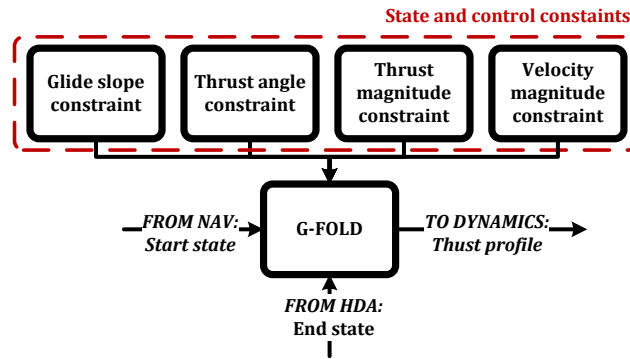 State and control constaints
Glide slope
constraint
Thrust angle
constraint
Thrust
magnitude
constraint
Velocity
magnitude
constraint
FROM NAV:
Start state
G-FOLD
TO DYNAMICS:
Thust profile
FROM HDA:
End state